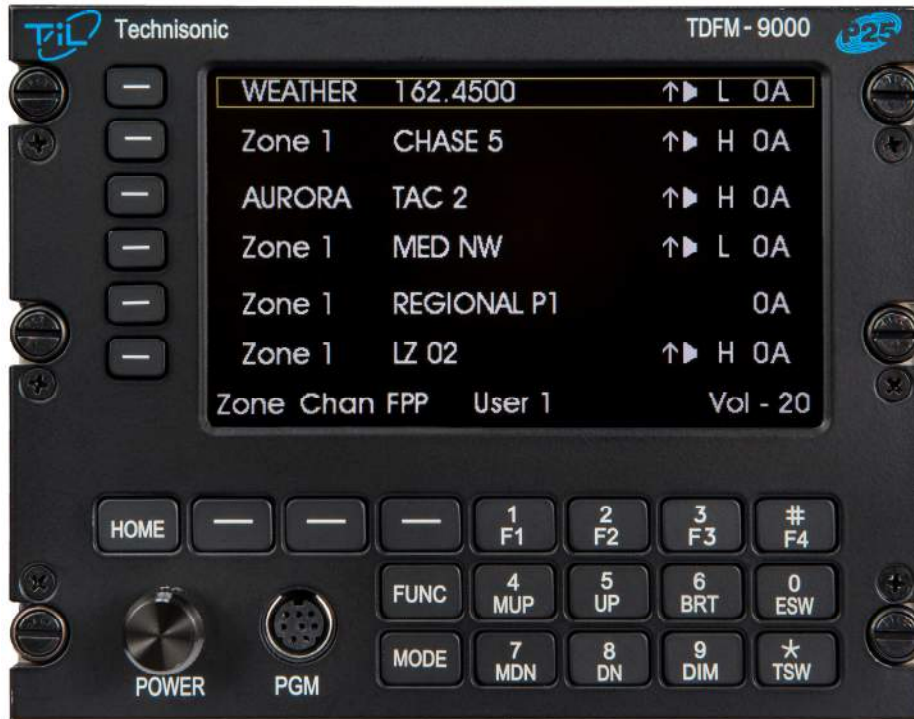 TiL Technisonic TDFM - 9000 P25
WEATHER 162.4500 L 0A
Zone 1 CHASE 5 H 0A
AURORA TAC 2 H 0A
Zone 1 MED NW L 0A
Zone 1 REGIONAL P1 0A
Zone 1 LZ 02 H 0A
Zone Chan FPP User 1 Vol - 20
HOME 1 2 3 #
F1 F2 F3 F4
FUNC 4 5 6 0
MUP UP BRT ESW
MODE 7 8 9 *
MDN DN DIM TSW
POWER PGM